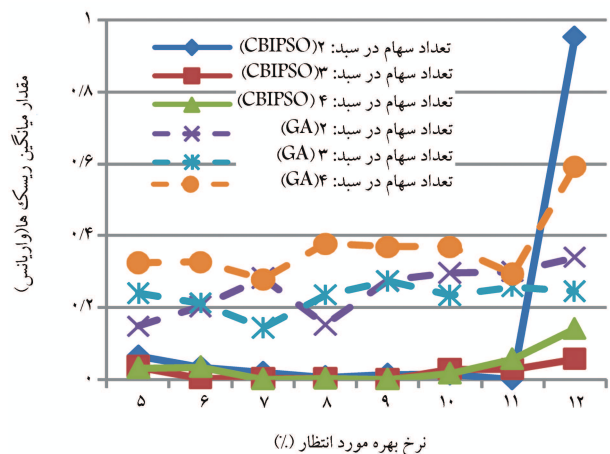 ۱
۰/۸
۰/۶
۰/۴
۰/۲
۰
مقدار میانگین ریسک ها(واریانس)
تعداد سهام در سبد: ۲(CBIPSO)
تعداد سهام در سبد: ۳(CBIPSO)
تعداد سهام در سبد: ۴ (CBIPSO)
تعداد سهام در سبد: ۲(GA)
تعداد سهام در سبد: ۳ (GA)
تعداد سهام در سبد: ۴(GA)
۵ ۶ ۷ ۸ ۹ ۱۰ ۱۱ ۱۲
نرخ بهره مورد انتظار (٪)